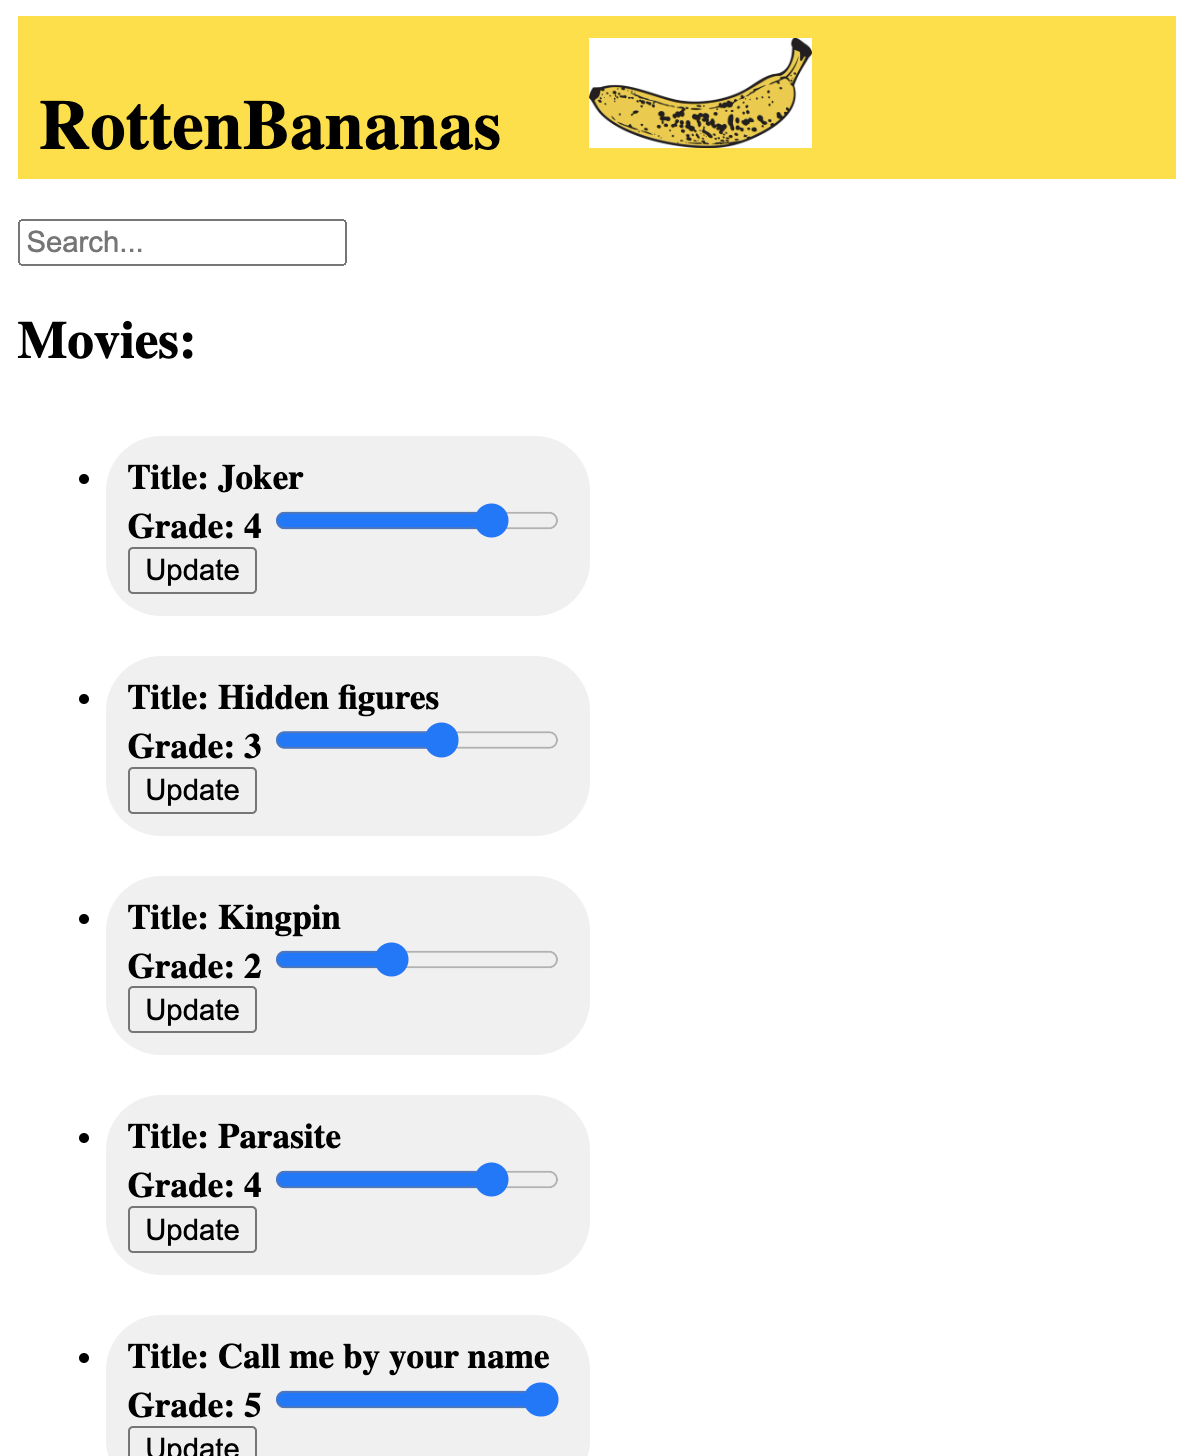 RottenBananas
Search...
Movies:
Title: Joker
Grade: 4
Update
Title: Hidden figures
Grade: 3
Update
Title: Kingpin
Grade: 2
Update
Title: Parasite
Grade: 4
Update
Title: Call me by your name
Grade: 5
Update